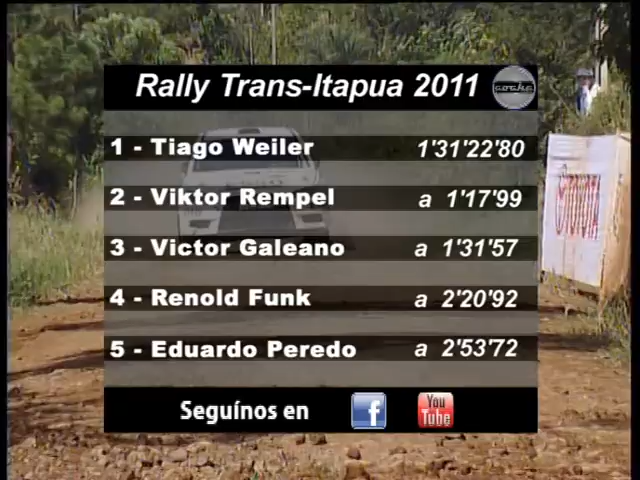 Rally Trans-Itapua 2011
1 - Tiago Weiler 1'31'22'80
2 - Viktor Rempel a 1'17'99
3 - Victor Galeano a 1'31'57
4 - Renold Funk a 2'20'92
5 - Eduardo Peredo a 2'53'72
Seguínos en f You Tube